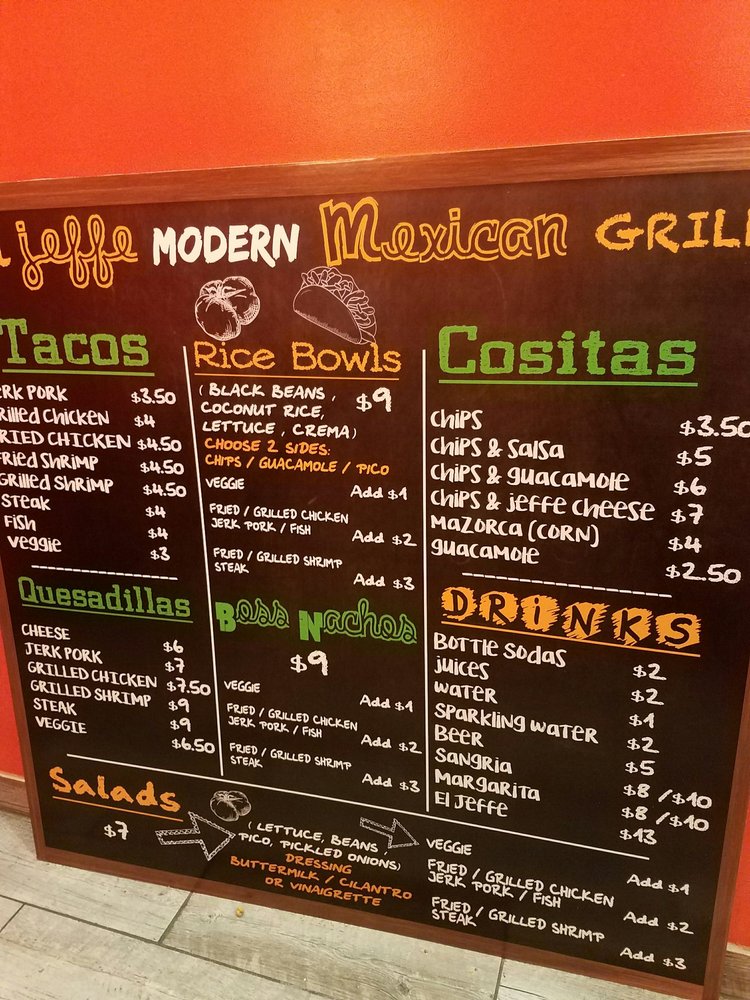 jeffe MODERN Mexican GRILL
Tacos
JERK PORK $3.50
Grilled Chicken $4
FRIED CHICKEN $4.50
Fried Shrimp $4.50
Grilled Shrimp $4.50
Steak $4
Fish $4
Veggie $3
Quesadillas
CHEESE $6
JERK PORK $7
GRILLED CHICKEN $7.50
GRILLED SHRIMP $9
STEAK $9
VEGGIE $6.50
Rice Bowls
( BLACK BEANS , $9
COCONUT RICE,
LETTUCE , CREMA)
CHOOSE 2 SIDES:
CHIPS / GUACAMOLE / PICO
VEGGIE Add $1
FRIED / GRILLED CHICKEN
JERK PORK / FISH Add $2
FRIED / GRILLED SHRIMP
STEAK Add $3
Boss Nachos
$9
VEGGIE Add $1
FRIED / GRILLED CHICKEN
JERK PORK / FISH Add $2
FRIED / GRILLED SHRIMP
STEAK Add $3
Cositas
Chips $3.50
Chips & Salsa $5
Chips & guacamole $6
Chips & jeffe cheese $7
Mazorca (corn) $4
guacamole $2.50
DRINKS
Bottle Sodas $2
juices $2
Water $1
Sparkling Water $2
Beer $5
Sangria $8 /$10
Margarita $8 /$10
El Jeffe $13
Salads
$7
( LETTUCE, BEANS ,
PICO, PICKLED ONIONS)
DRESSING
BUTTERMILK / CILANTRO
OR VINAIGRETTE
VEGGIE Add $1
FRIED / GRILLED CHICKEN
JERK PORK / FISH Add $2
FRIED / GRILLED SHRIMP
STEAK Add $3